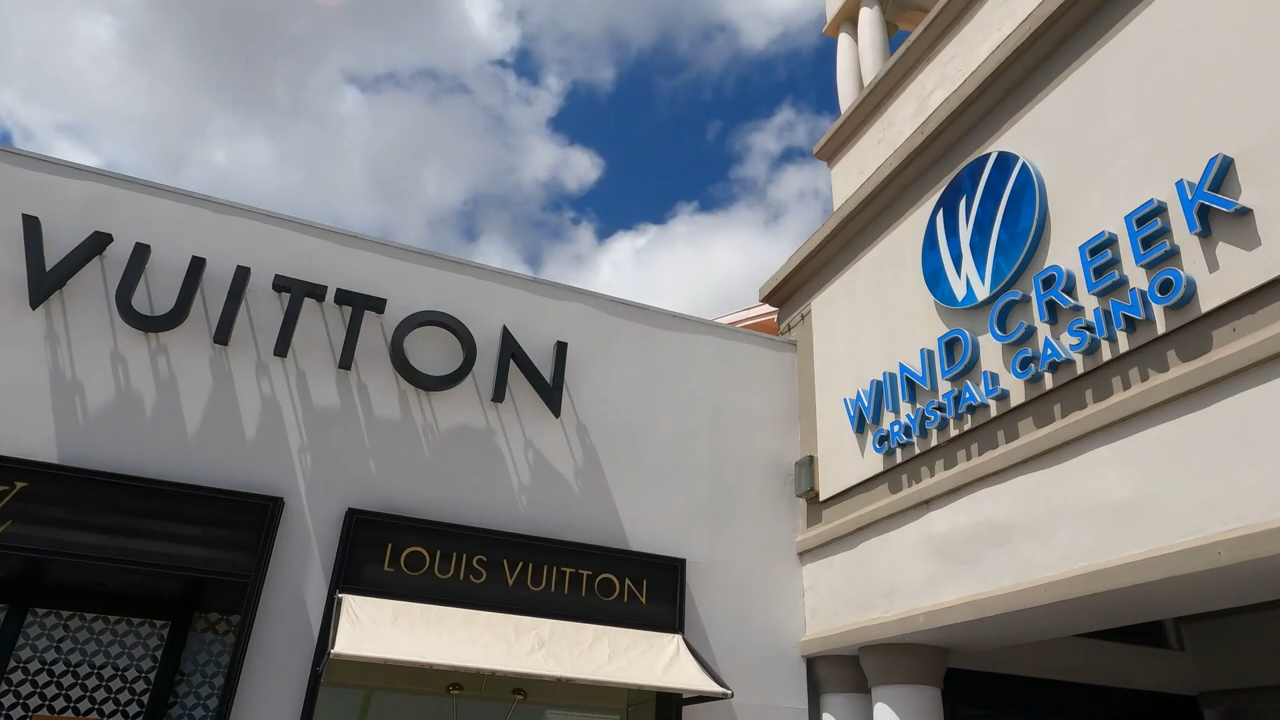 VUITTON
LOUIS VUITTON
W
WIND CREEK
CRYSTAL CASINO